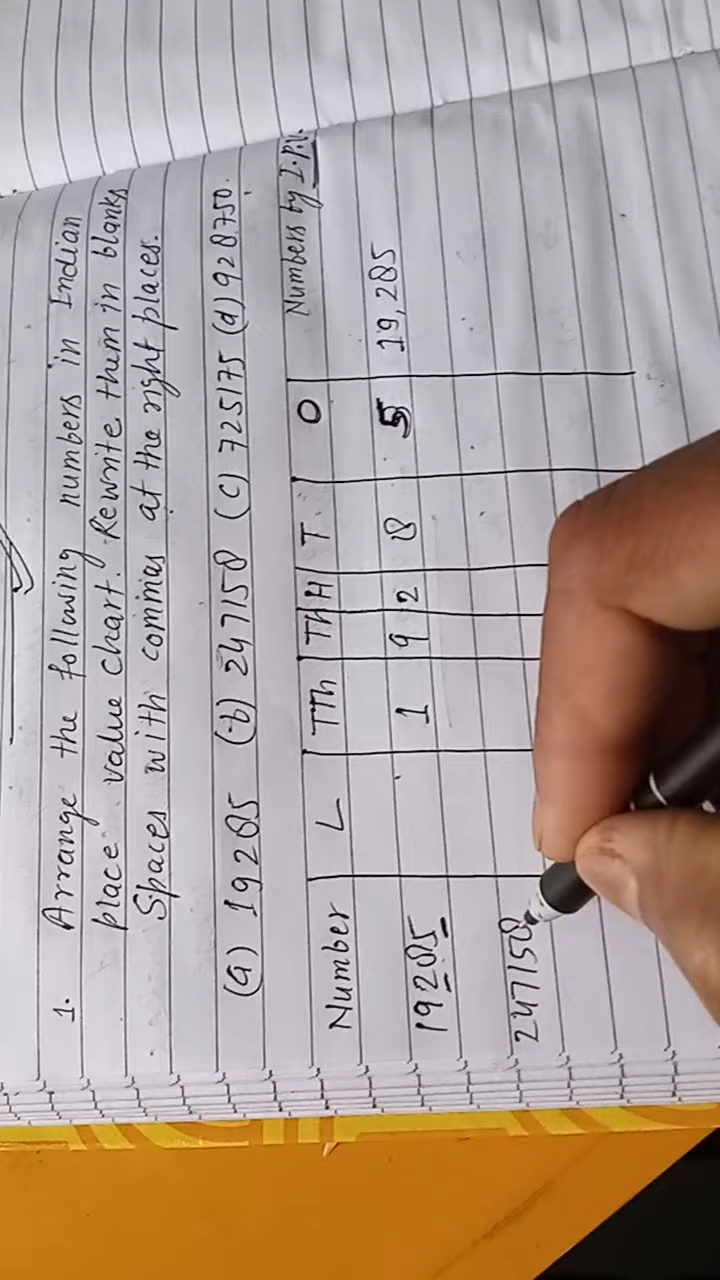 1. Arrange the following numbers in Indian
place value chart. Rewrite them in blanks
Spaces with commas at the right places.
(a) 19285 (b) 247158 (c) 725175 (d) 928750.
Number L TTh Th H T O Numbers by I.P.V.
19285 1 9 2 8 5 19,285
247158